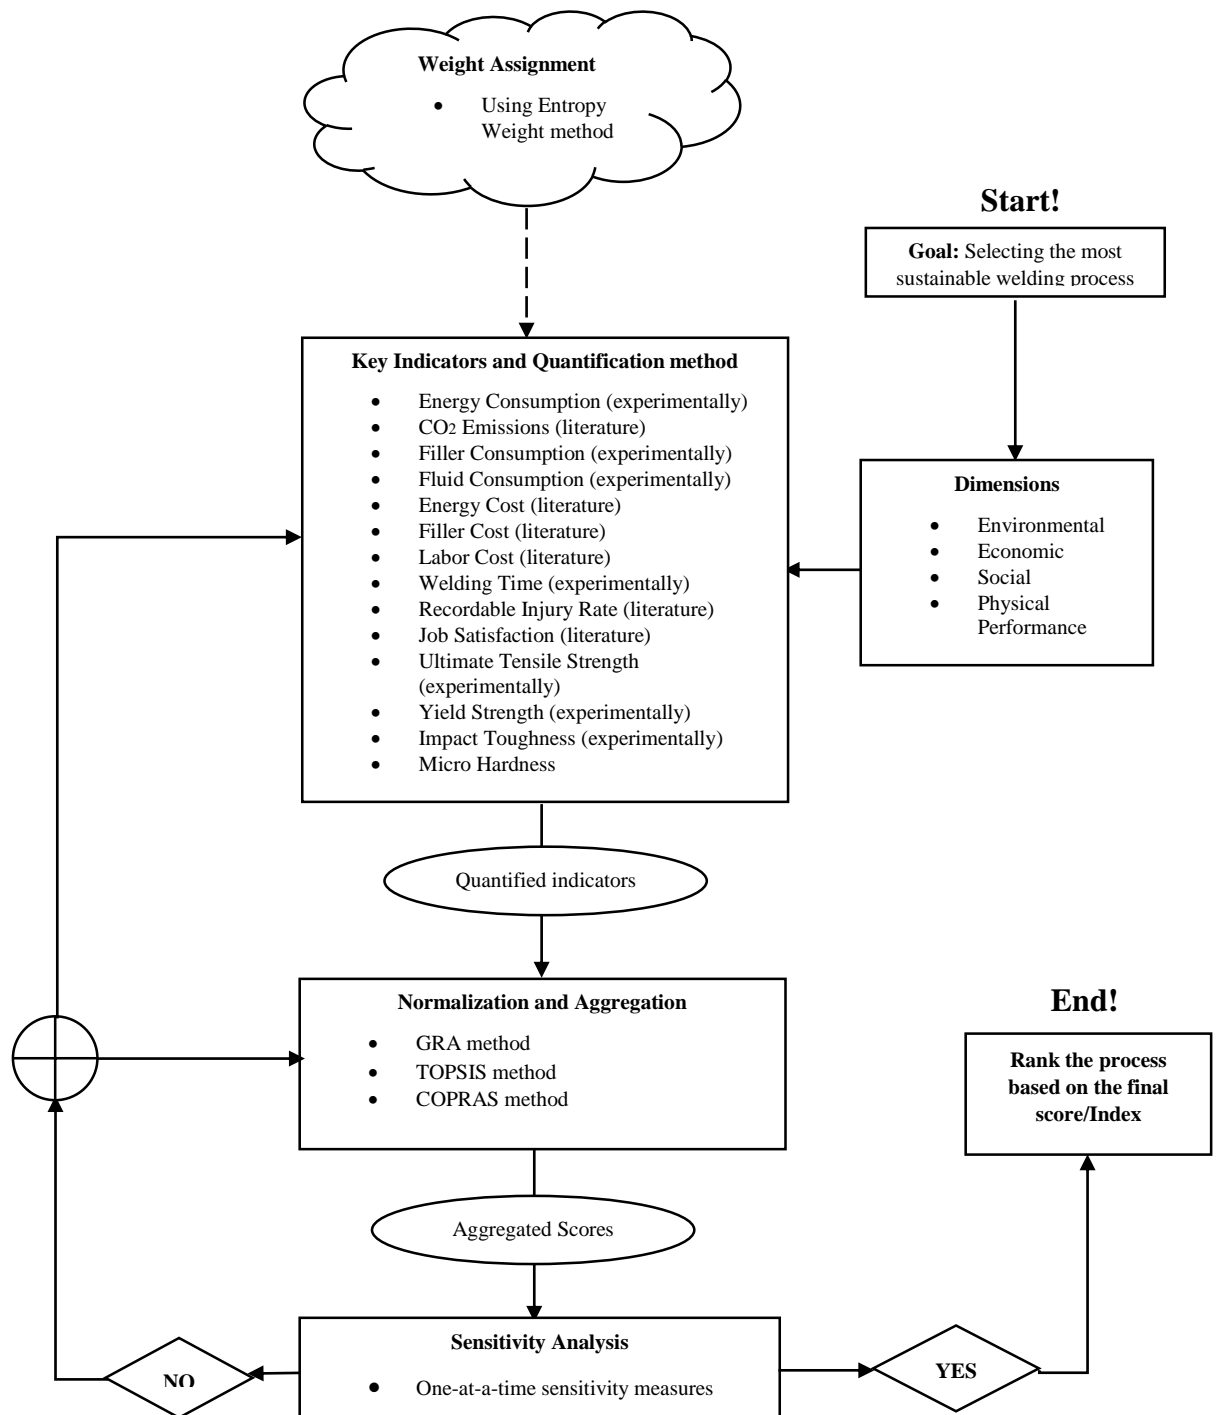 Weight Assignment
• Using Entropy
Weight method
Start!
Goal: Selecting the most
sustainable welding process
Key Indicators and Quantification method
• Energy Consumption (experimentally)
• CO2 Emissions (literature)
• Filler Consumption (experimentally)
• Fluid Consumption (experimentally)
• Energy Cost (literature)
• Filler Cost (literature)
• Labor Cost (literature)
• Welding Time (experimentally)
• Recordable Injury Rate (literature)
• Job Satisfaction (literature)
• Ultimate Tensile Strength
(experimentally)
• Yield Strength (experimentally)
• Impact Toughness (experimentally)
• Micro Hardness
Dimensions
• Environmental
• Economic
• Social
• Physical
Performance
Quantified indicators
Normalization and Aggregation
• GRA method
• TOPSIS method
• COPRAS method
End!
Rank the process
based on the final
score/Index
Aggregated Scores
Sensitivity Analysis
• One-at-a-time sensitivity measures
NO
YES